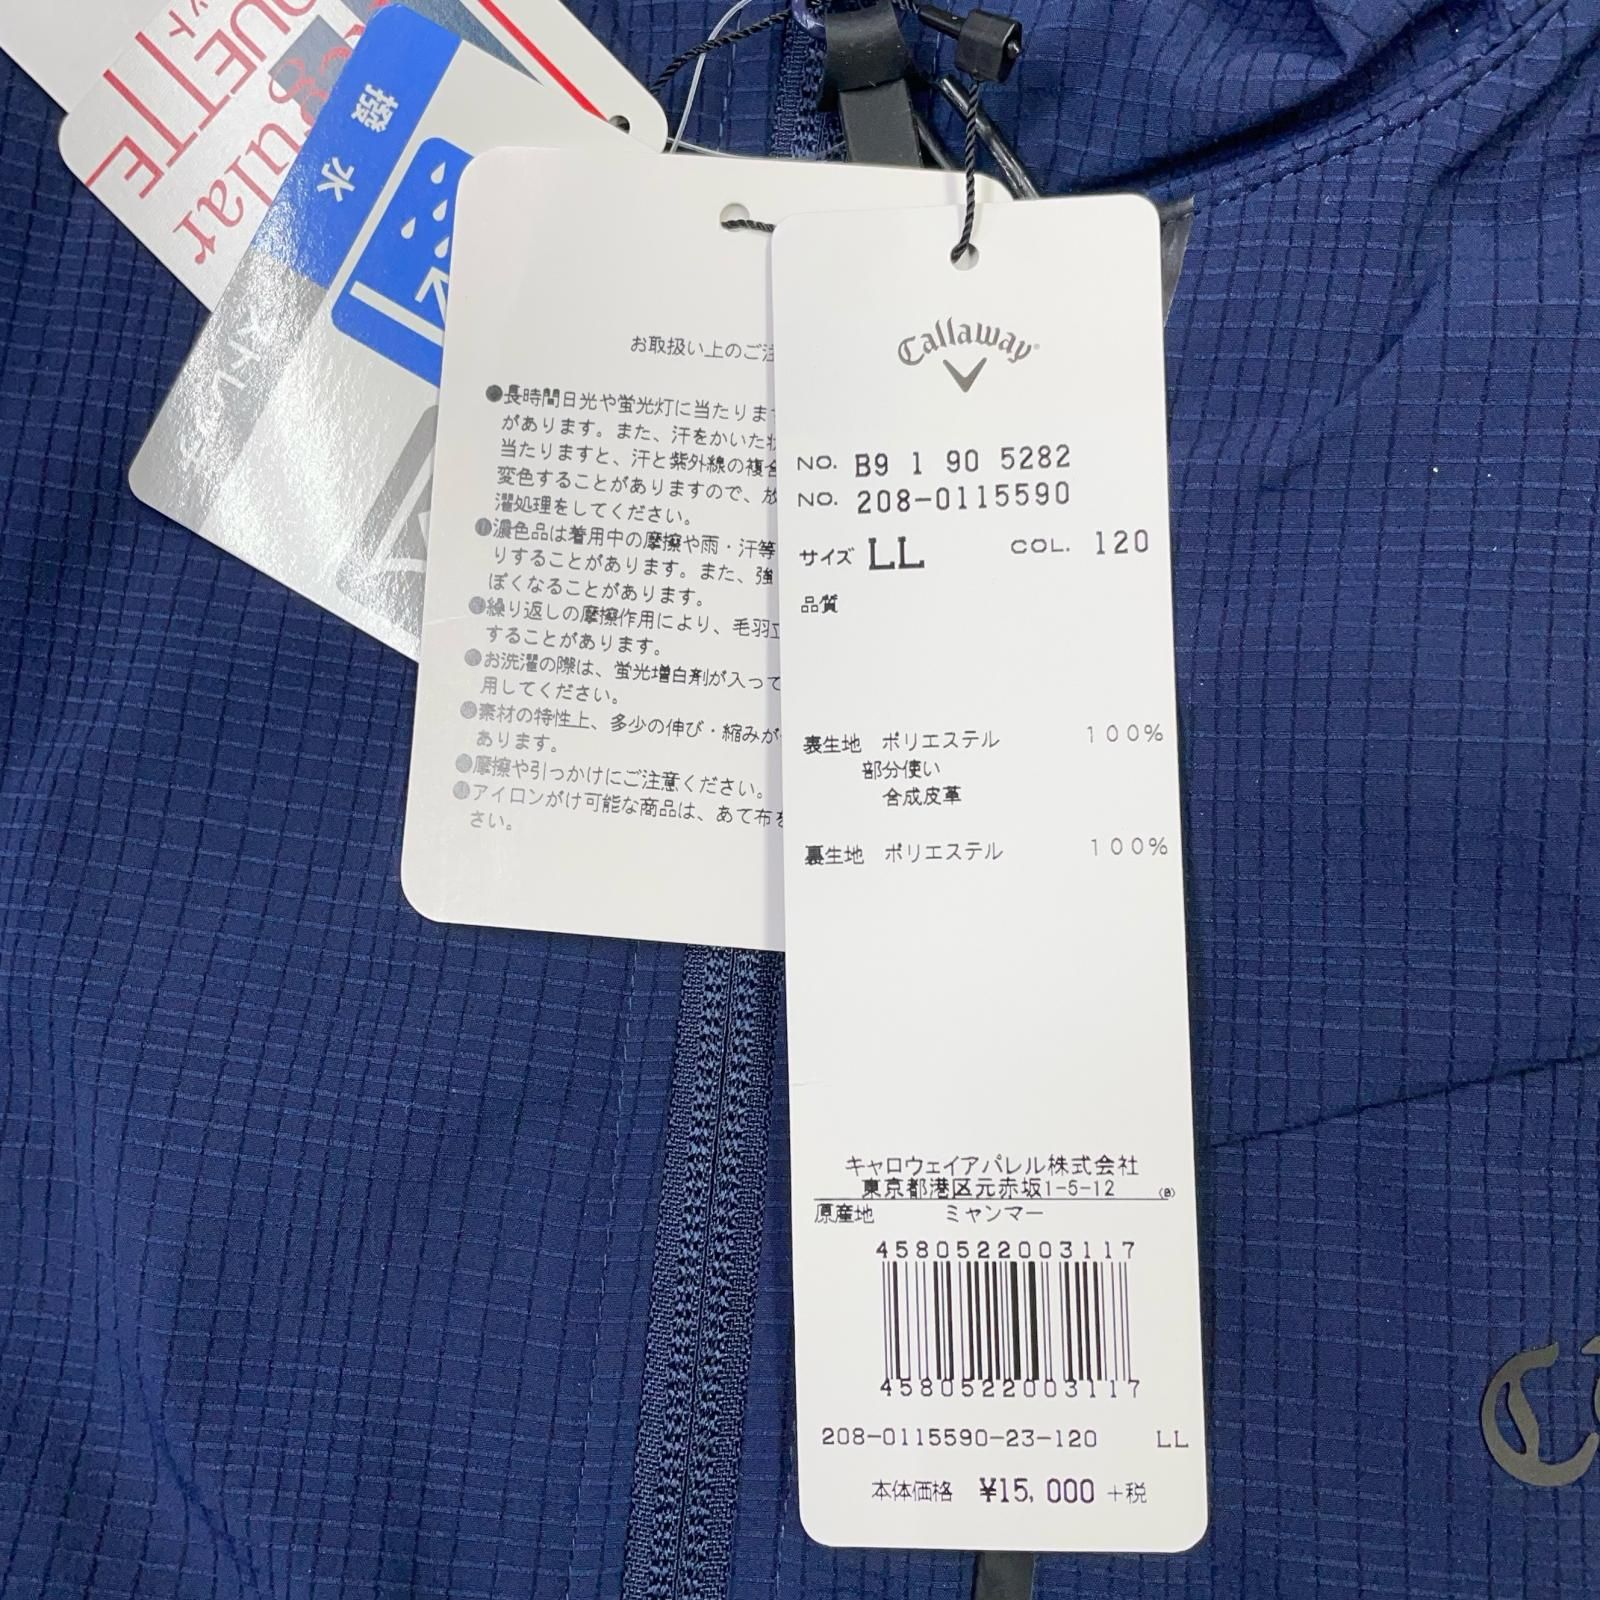 Regular
撥水
ストレッチ
お取扱い上のご注
●長時間日光や蛍光灯に当たりま
があります。また、汗をかいた
当たりますと、汗と紫外線の複合
変色することがありますので、放
濯処理をしてください。
●濃色品は着用中の摩擦や雨・汗等
りすることがあります。また、強
ぽくなることがあります。
●繰り返しの摩擦作用により、毛羽立
することがあります。
●お洗濯の際は、蛍光増白剤が入って
用してください。
●素材の特性上、多少の伸び・縮みが
あります。
●摩擦や引っかけにご注意ください。
●アイロンがけ可能な商品は、あて布を
さい。
Callaway
NO. B9 1 90 5282
NO. 208-0115590
サイズ LL COL. 120
品質
表生地 ポリエステル 100%
部分使い
合成皮革
裏生地 ポリエステル 100%
キャロウェイアパレル株式会社
東京都港区元赤坂1-5-12
原産地 ミャンマー
4580522003117
4580522003117
208-0115590-23-120 LL
本体価格 ¥15,000 +税